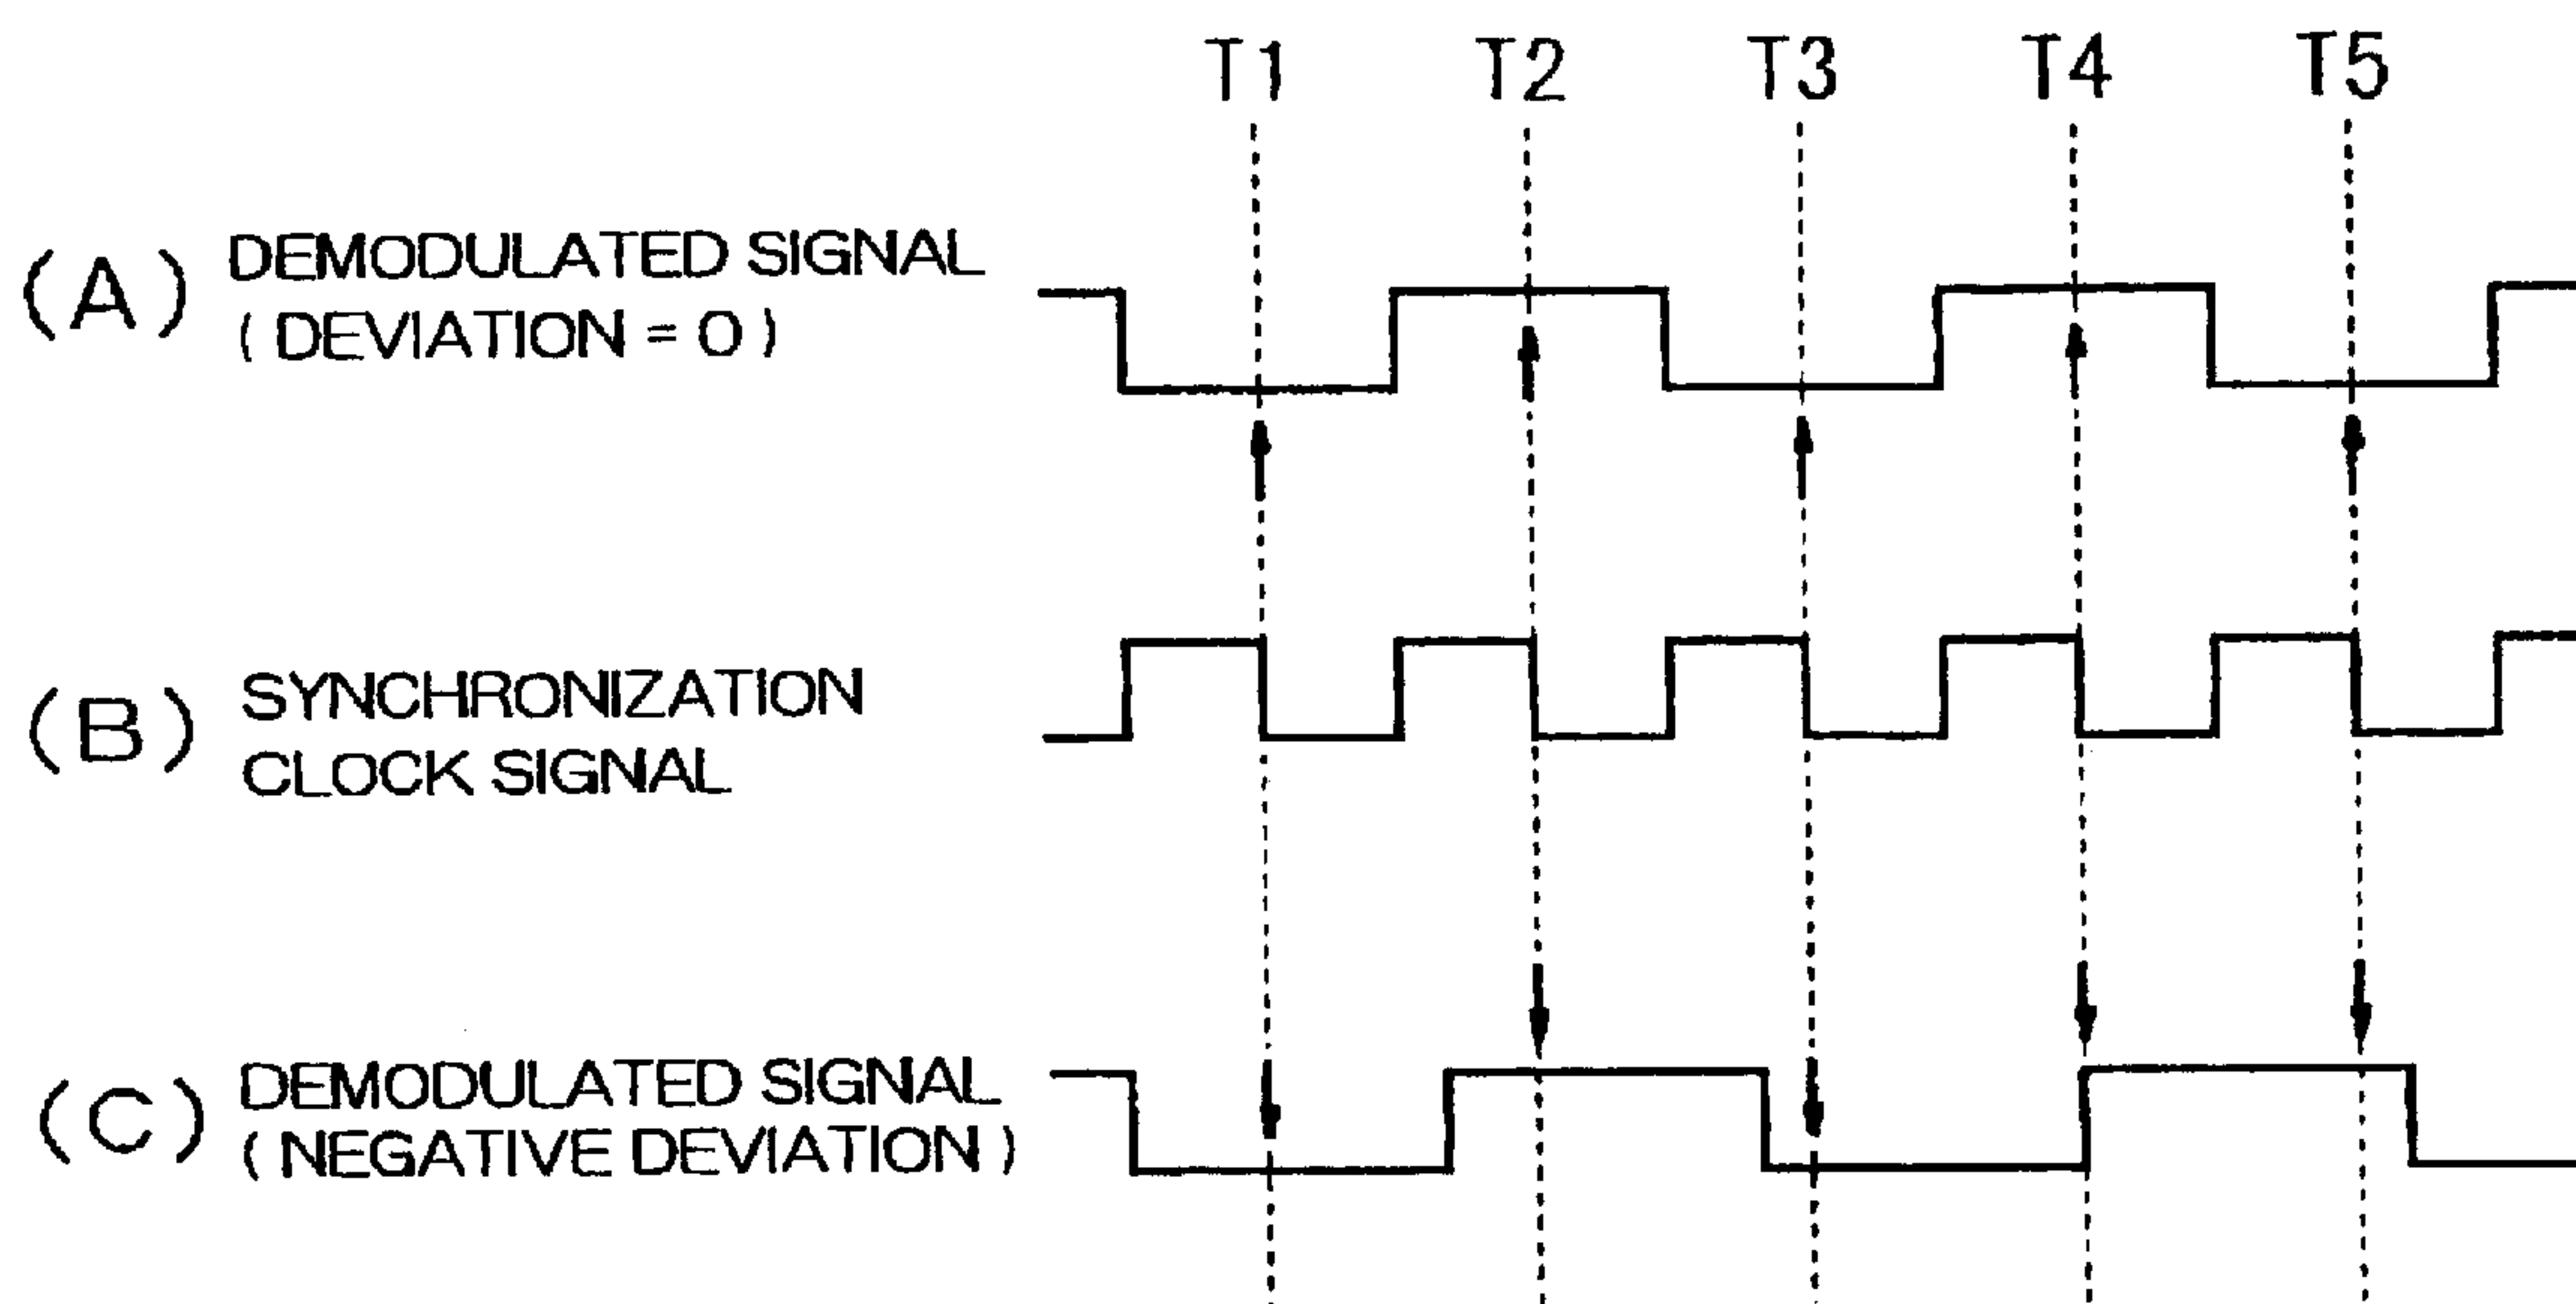 T1 T2 T3 T4 T5
(A) DEMODULATED SIGNAL
( DEVIATION = 0 )
(B) SYNCHRONIZATION
CLOCK SIGNAL
(C) DEMODULATED SIGNAL
( NEGATIVE DEVIATION )